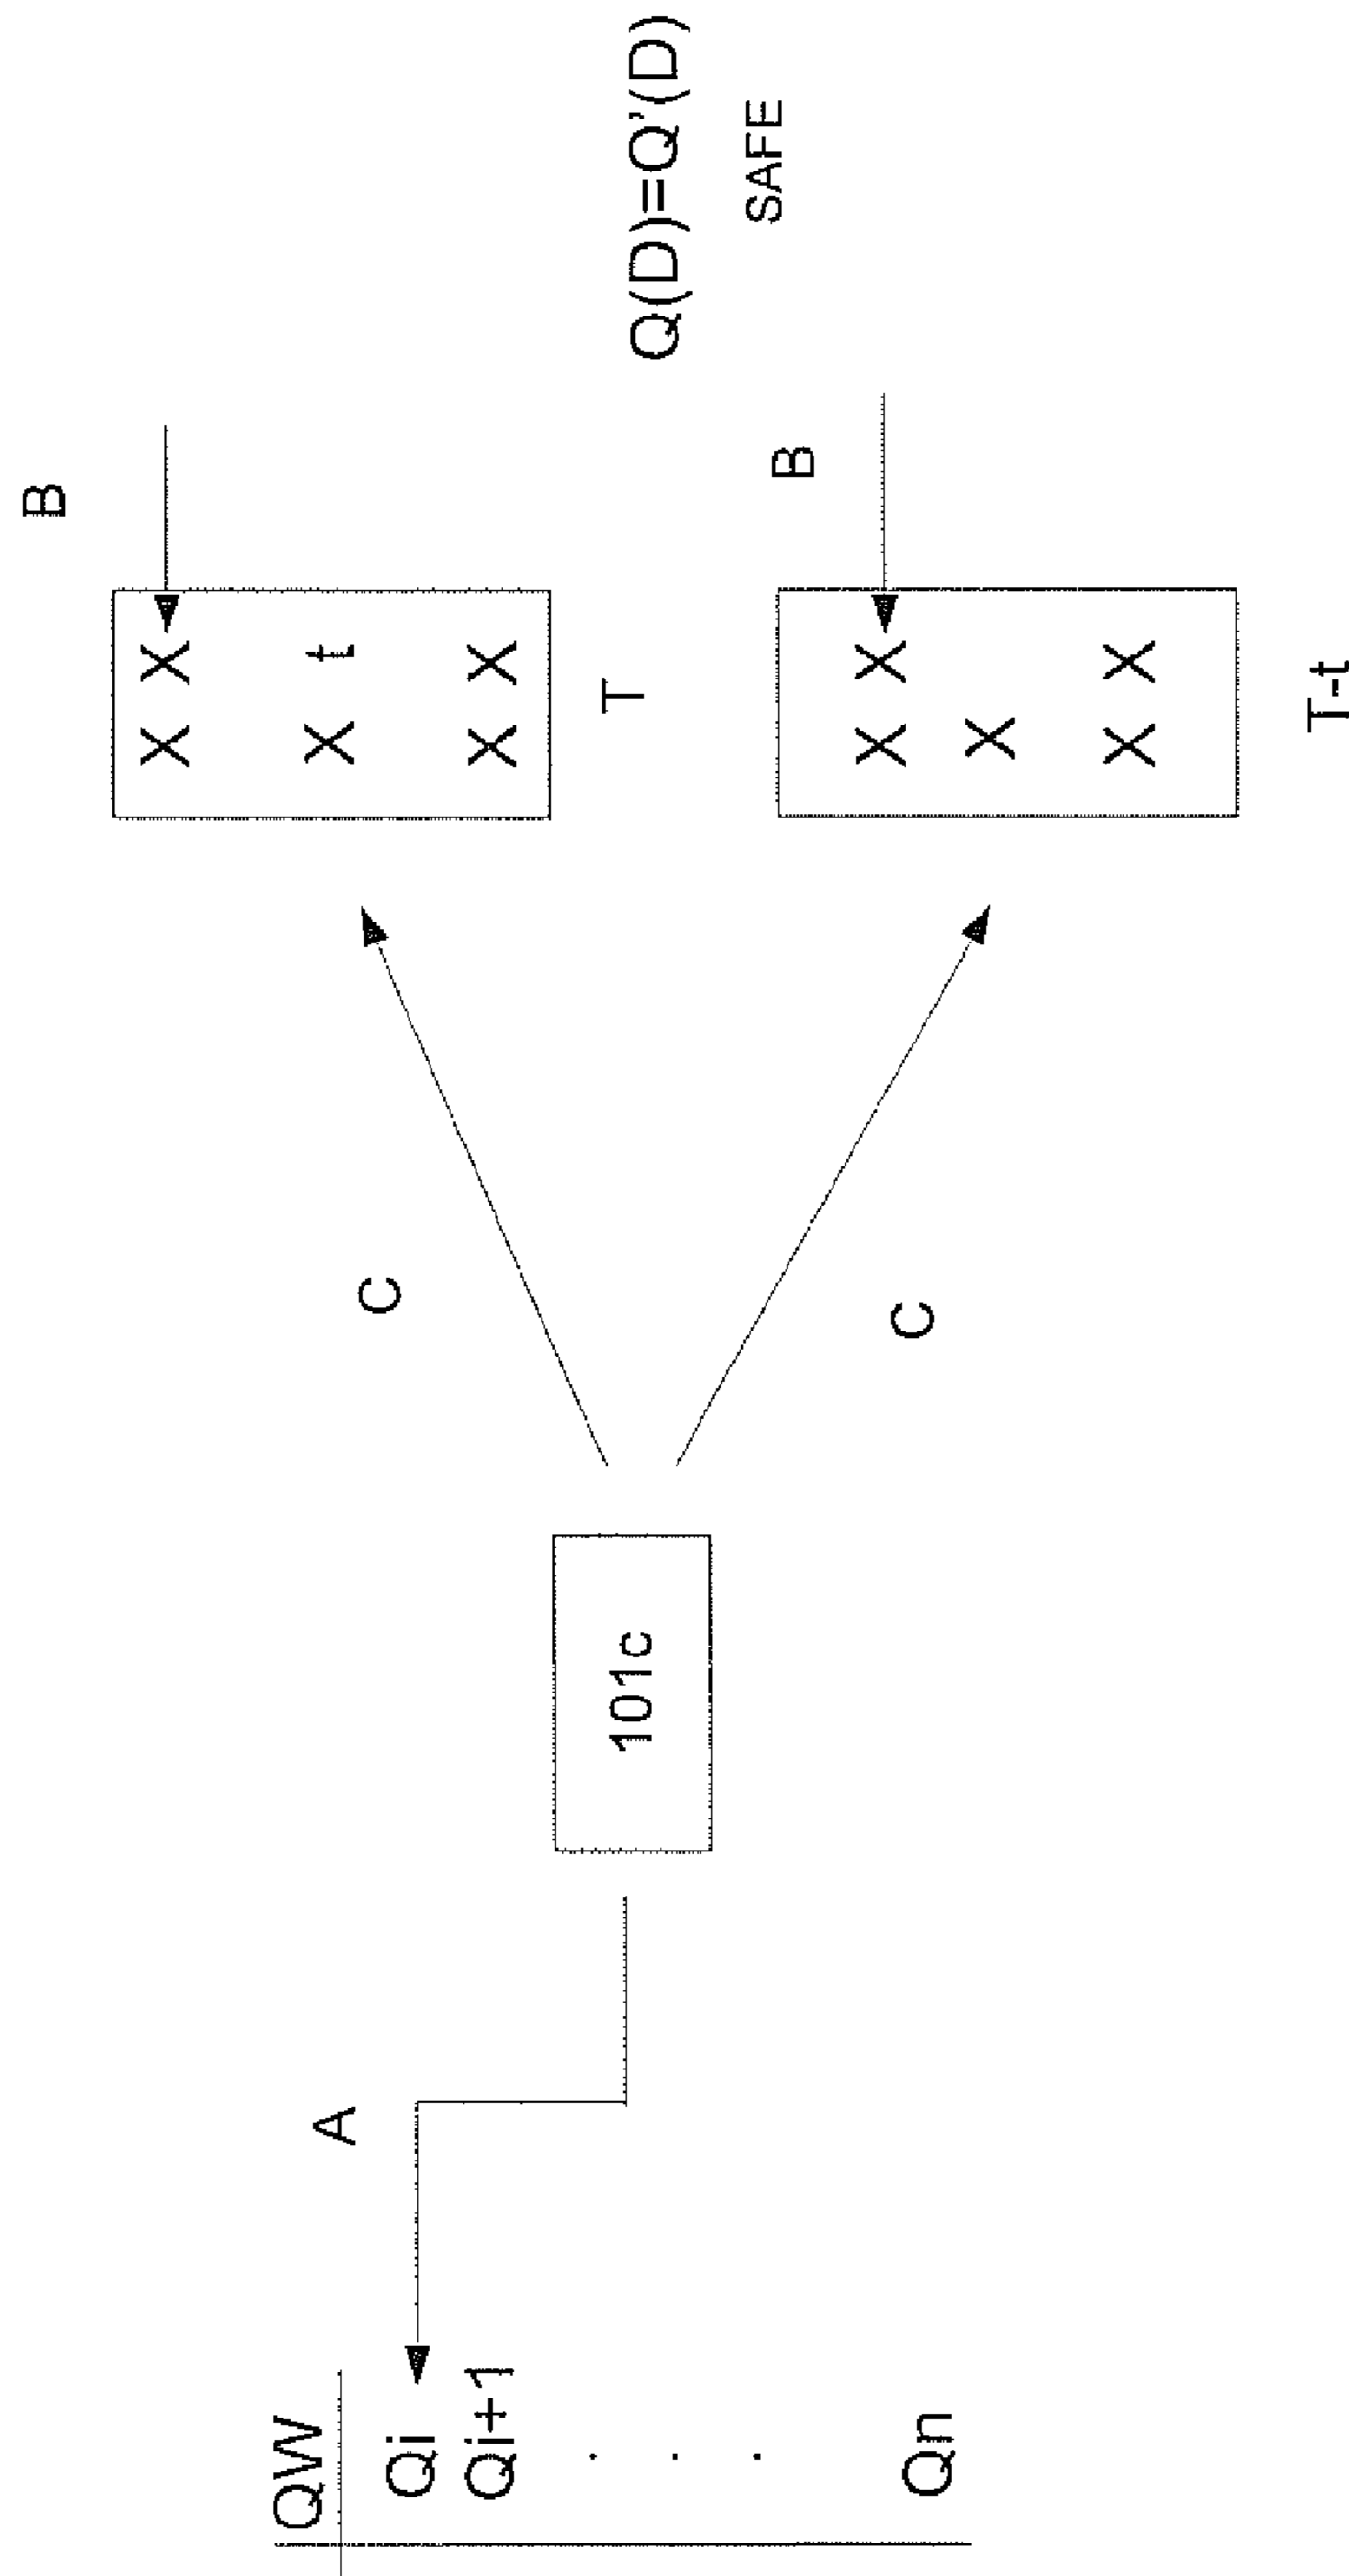 QW
Qi
Qi+1
.
.
.
Qn
A
101c
C
C
B
X X
X t
X X
T
B
X X
X
X X
T-t
Q(D)=Q'(D)
SAFE